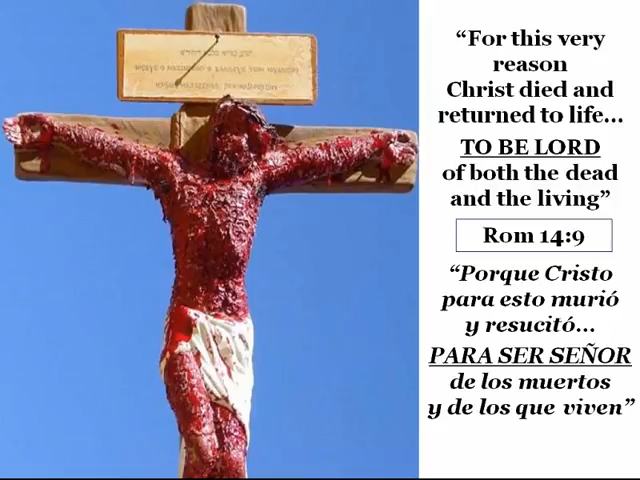 “For this very
reason
Christ died and
returned to life...
TO BE LORD
of both the dead
and the living”
Rom 14:9
“Porque Cristo
para esto murió
y resucitó...
PARA SER SEÑOR
de los muertos
y de los que viven”